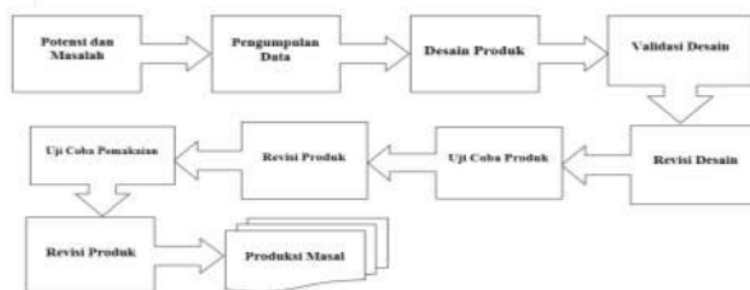 Potensi dan
Masalah
Pengumpulan
Data
Desain Produk
Validasi Desain
Revisi Desain
Uji Coba Produk
Revisi Produk
Uji Coba Pemakaian
Revisi Produk
Produksi Masal